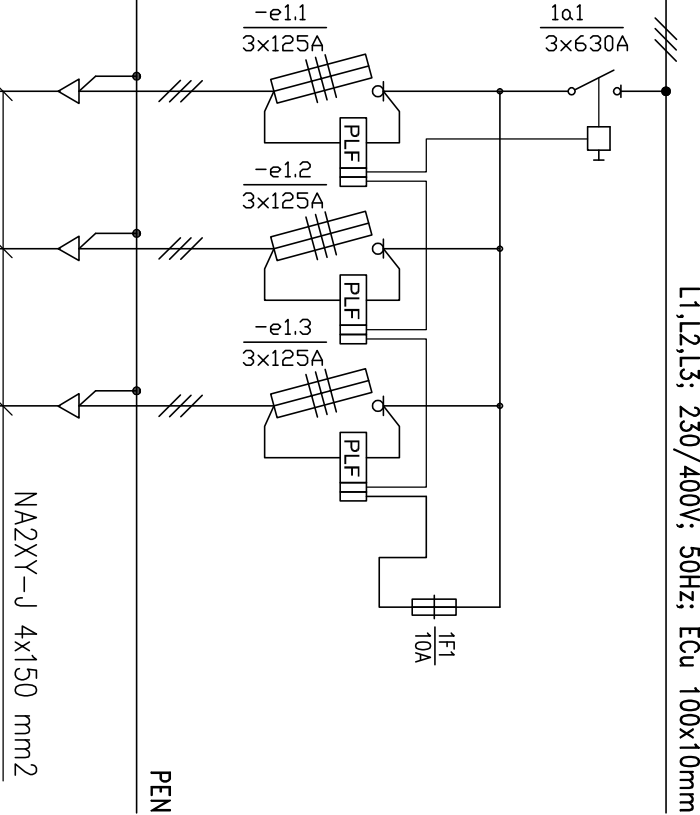 -e1.1
3x125A
1a1
3x630A
PLF
-e1.2
3x125A
PLF
-e1.3
3x125A
PLF
1F1
10A
L1,L2,L3; 230/400V; 50Hz; ECu 100x10mm
NA2XY-J 4x150 mm2
PEN